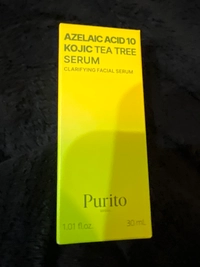 AZELAIC ACID 10
KOJIC TEA TREE
SERUM
CLARIFYING FACIAL SERUM
Purito
1.01 fl.oz.
30 mL